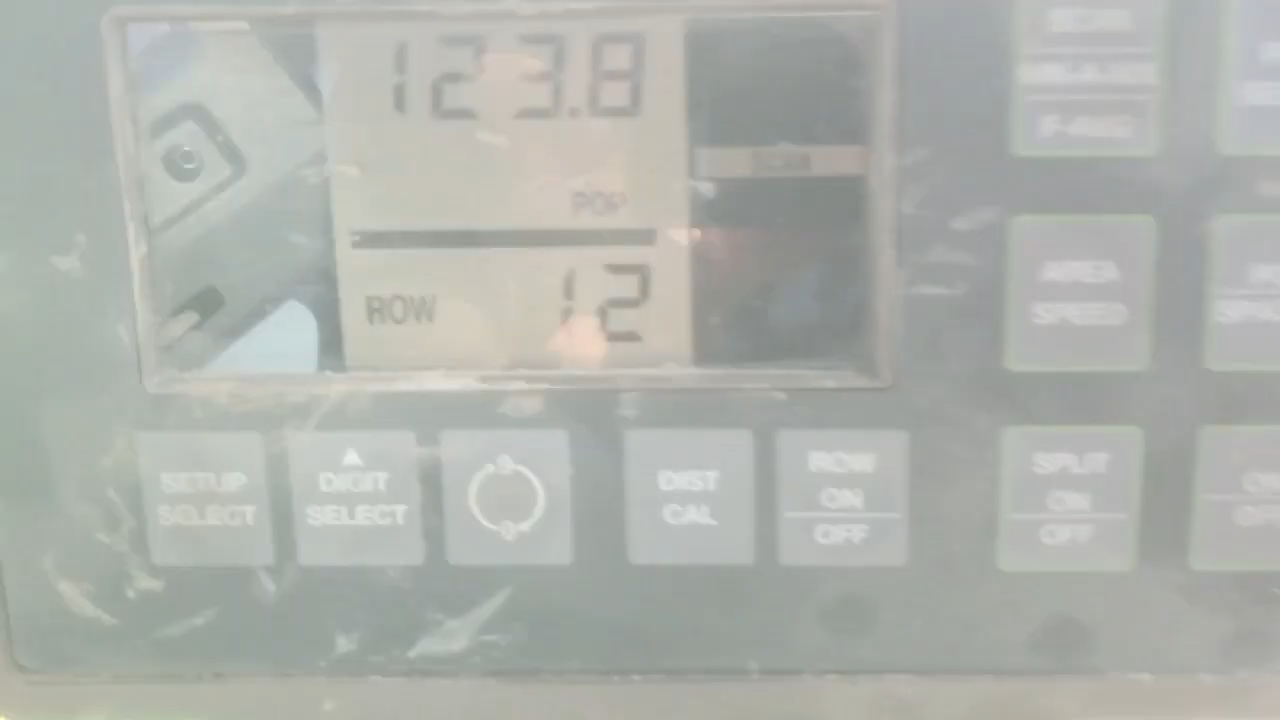 123.8
SCAN
POP
ROW 12
AREA
SPEED
SETUP
SELECT
DIGIT
SELECT
DIST
CAL
ROW
ON
OFF
SPLIT
ON
OFF